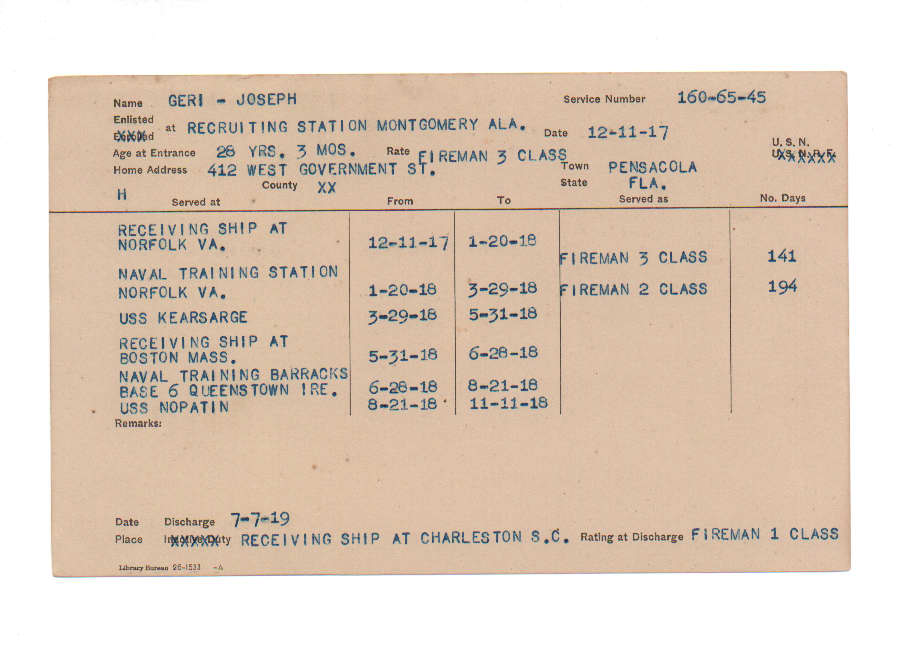 Name GERI - JOSEPH Service Number 160-65-45
Enlisted
at RECRUITING STATION MONTGOMERY ALA. Date 12-11-17
Age at Entrance 28 YRS. 3 MOS. Rate FIREMAN 3 CLASS U. S. N.
Home Address 412 WEST GOVERNMENT ST. Town PENSACOLA
H County XX State FLA.
Served at From To Served as No. Days
RECEIVING SHIP AT
NORFOLK VA. 12-11-17 1-20-18
FIREMAN 3 CLASS 141
NAVAL TRAINING STATION
NORFOLK VA. 1-20-18 3-29-18 FIREMAN 2 CLASS 194
USS KEARSARGE 3-29-18 5-31-18
RECEIVING SHIP AT
BOSTON MASS. 5-31-18 6-28-18
NAVAL TRAINING BARRACKS
BASE 6 QUEENSTOWN IRE. 6-28-18 8-21-18
USS NOPATIN 8-21-18 11-11-18
Remarks:
Date Discharge 7-7-19
Place RECEIVING SHIP AT CHARLESTON S.C. Rating at Discharge FIREMAN 1 CLASS
Library Bureau 26-1533 -A